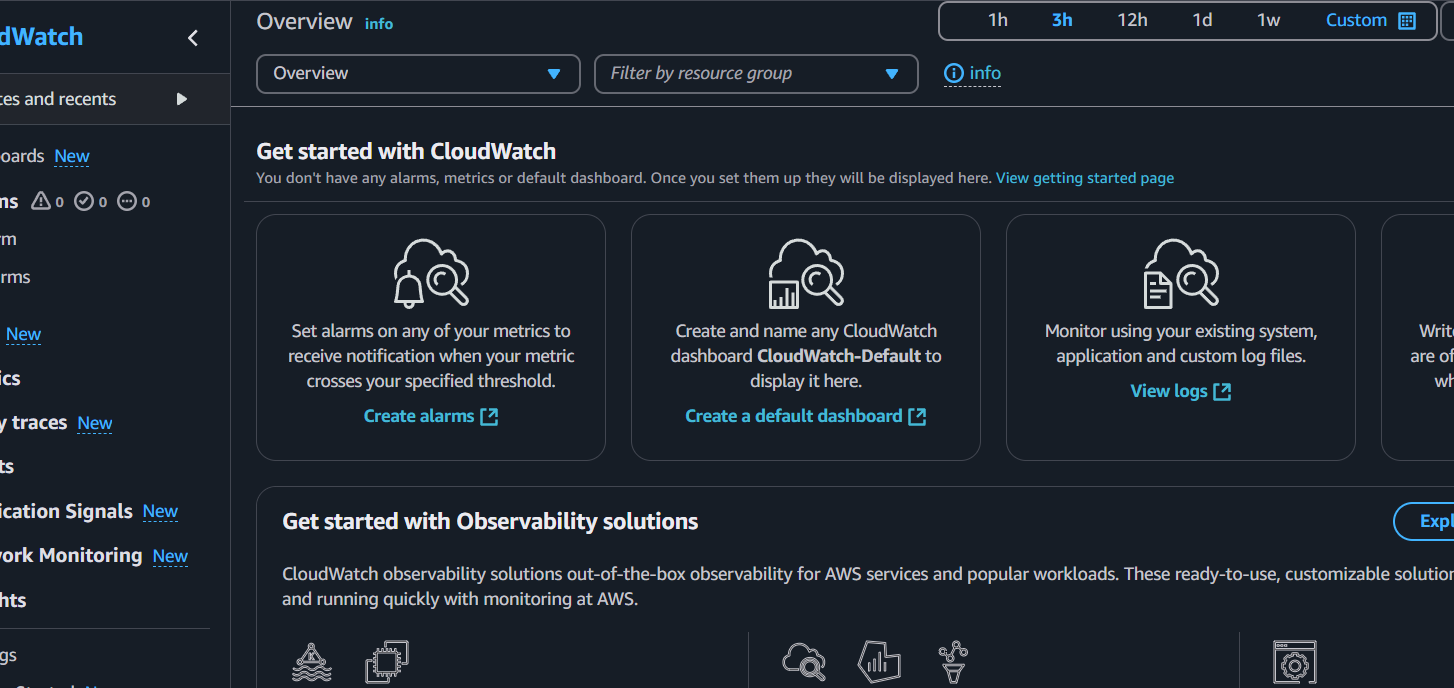 dWatch
Overview info
1h 3h 12h 1d 1w Custom
Overview
Filter by resource group
info
tes and recents
oards New
ns 0 0 0
rm
rms
New
ics
y traces New
ts
ication Signals New
ork Monitoring New
hts
gs
Get started with CloudWatch
You don't have any alarms, metrics or default dashboard. Once you set them up they will be displayed here. View getting started page
Set alarms on any of your metrics to
receive notification when your metric
crosses your specified threshold.
Create alarms
Create and name any CloudWatch
dashboard CloudWatch-Default to
display it here.
Create a default dashboard
Monitor using your existing system,
application and custom log files.
View logs
Writ
are of
wh
Get started with Observability solutions
Expl
CloudWatch observability solutions out-of-the-box observability for AWS services and popular workloads. These ready-to-use, customizable solution
and running quickly with monitoring at AWS.